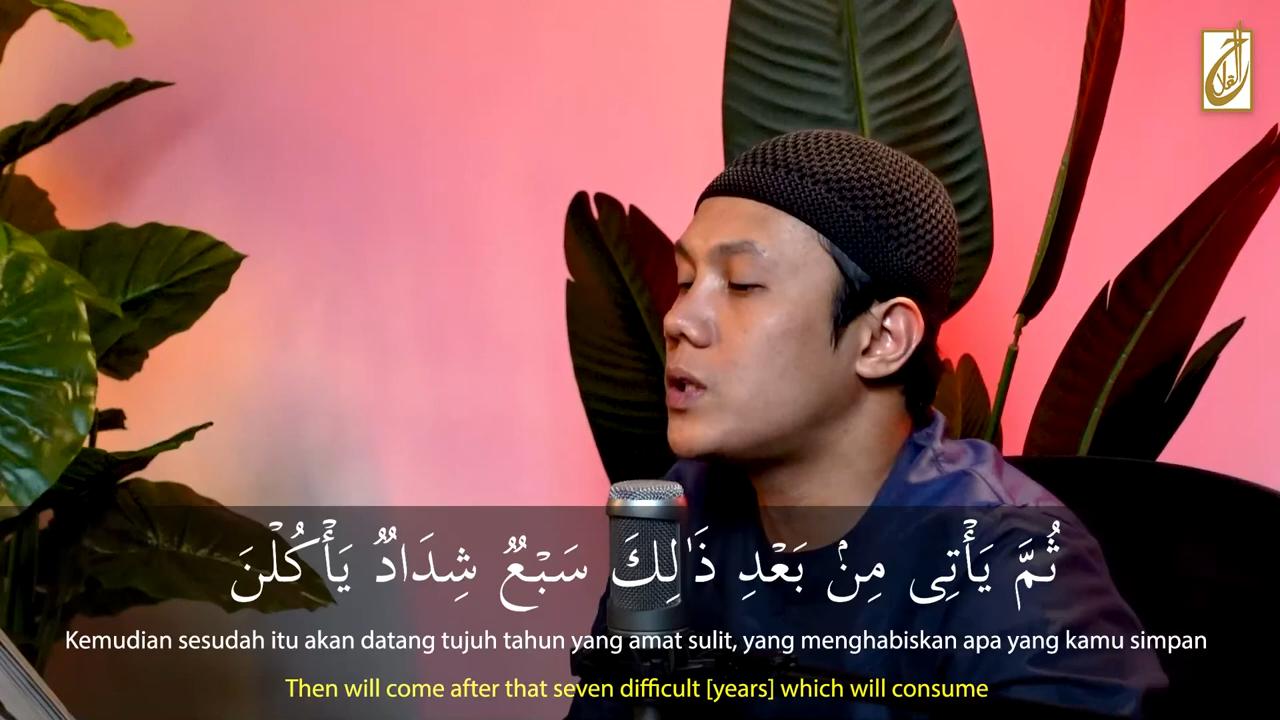 ثُمَّ يَأْتِى مِنۢ بَعْدِ ذَٰلِكَ سَبْعٌ شِدَادٌ يَأْكُلْنَ
Kemudian sesudah itu akan datang tujuh tahun yang amat sulit, yang menghabiskan apa yang kamu simpan
Then will come after that seven difficult [years] which will consume